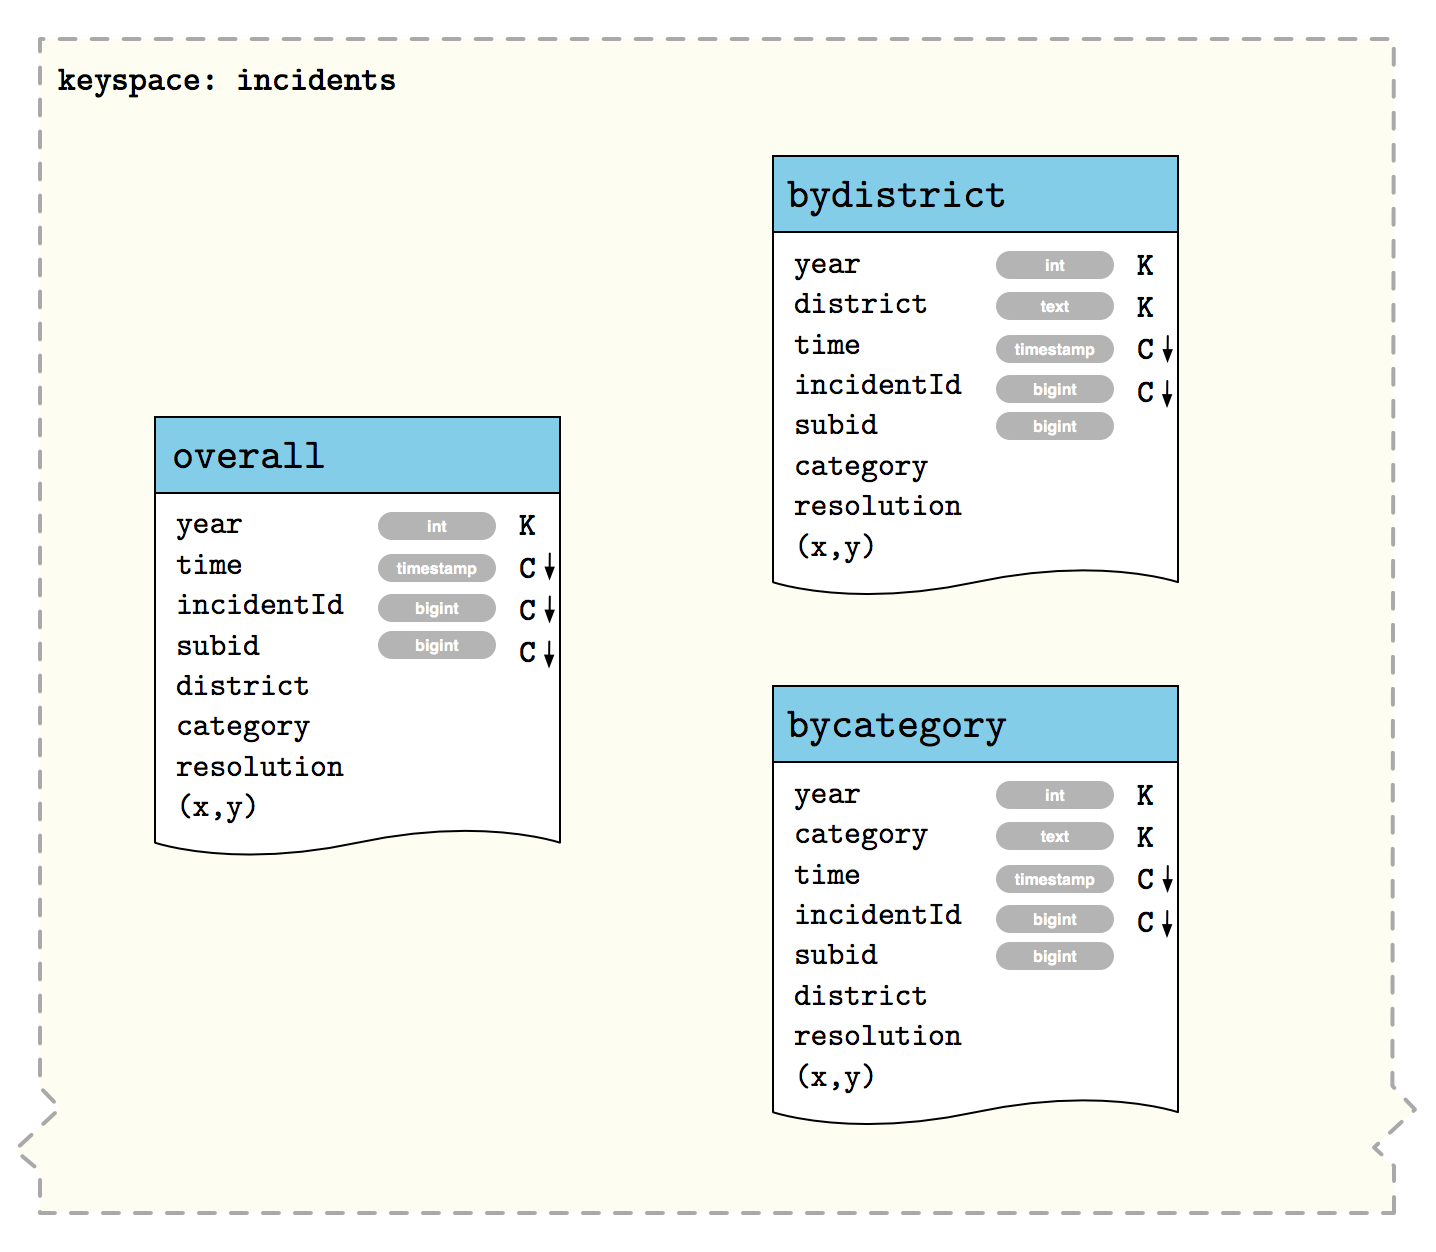 keyspace: incidents
overall
year int K
time timestamp C↓
incidentId bigint C↓
subid bigint C↓
district
category
resolution
(x,y)
bydistrict
year int K
district text K
time timestamp C↓
incidentId bigint C↓
subid bigint
category
resolution
(x,y)
bycategory
year int K
category text K
time timestamp C↓
incidentId bigint C↓
subid bigint
district
resolution
(x,y)